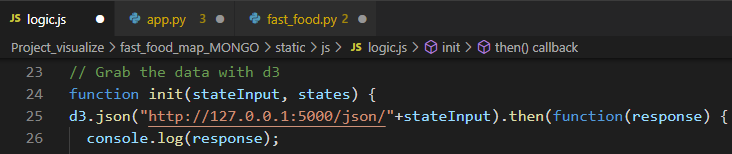 JS logic.js ● app.py 3 ● fast_food.py 2 ●
Project_visualize > fast_food_map_MONGO > static > js > JS logic.js > init > then() callback
23 // Grab the data with d3
24 function init(stateInput, states) {
25 d3.json("http://127.0.0.1:5000/json/"+stateInput).then(function(response) {
26 console.log(response);